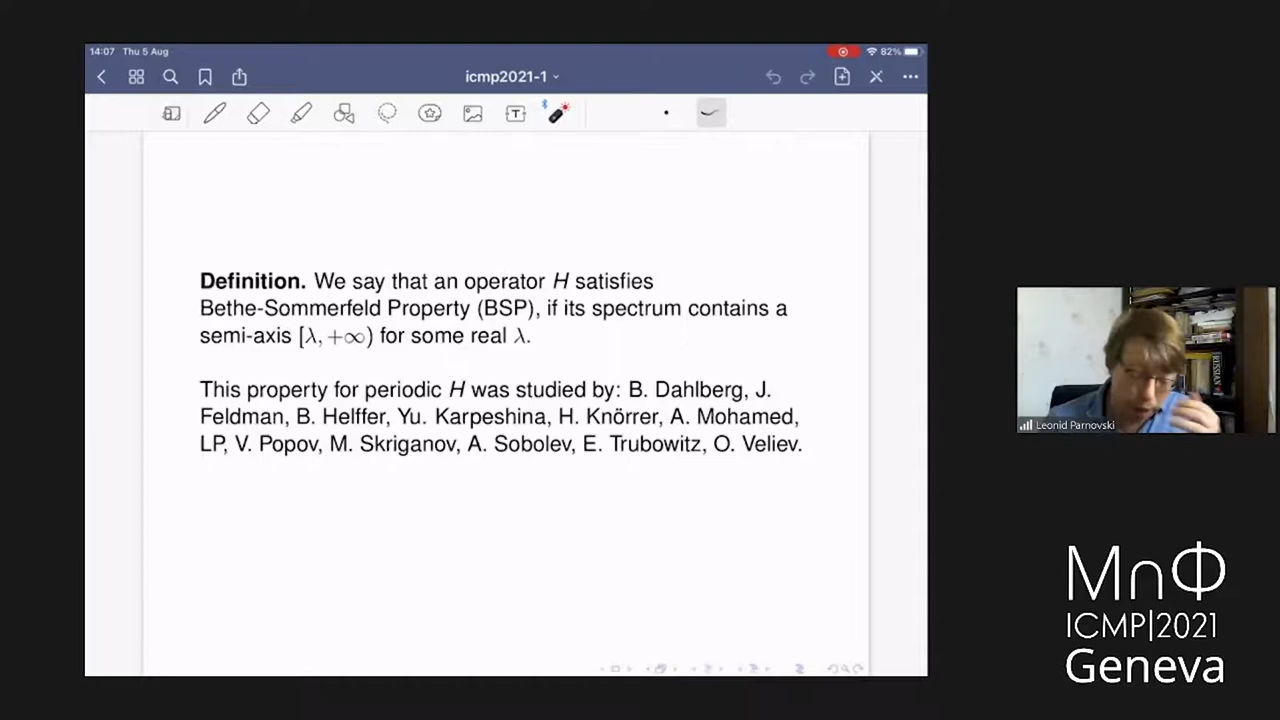 14:07 Thu 5 Aug
82%
icmp2021-1
T
Definition. We say that an operator H satisfies
Bethe-Sommerfeld Property (BSP), if its spectrum contains a
semi-axis [λ, +∞) for some real λ.
This property for periodic H was studied by: B. Dahlberg, J.
Feldman, B. Helffer, Yu. Karpeshina, H. Knörrer, A. Mohamed,
LP, V. Popov, M. Skriganov, A. Sobolev, E. Trubowitz, O. Veliev.
RUSSIAN
Leonid Parnovski
M∩Φ
ICMP|2021
Geneva